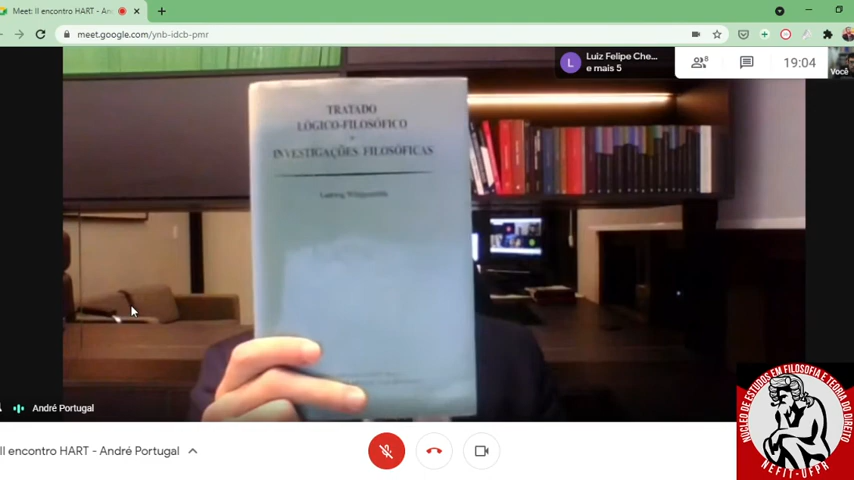 Meet: II encontro HART - An
meet.google.com/ynb-idcb-pmr
L
Luiz Felipe Che...
e mais 5
8
19:04
Você
TRATADO
LÓGICO-FILOSÓFICO
*
INVESTIGAÇÕES FILOSÓFICAS
Ludwig Wittgenstein
André Portugal
II encontro HART - André Portugal
NÚCLEO DE ESTUDOS EM FILOSOFIA E TEORIA DO DIREITO
NEFIT-UFPR